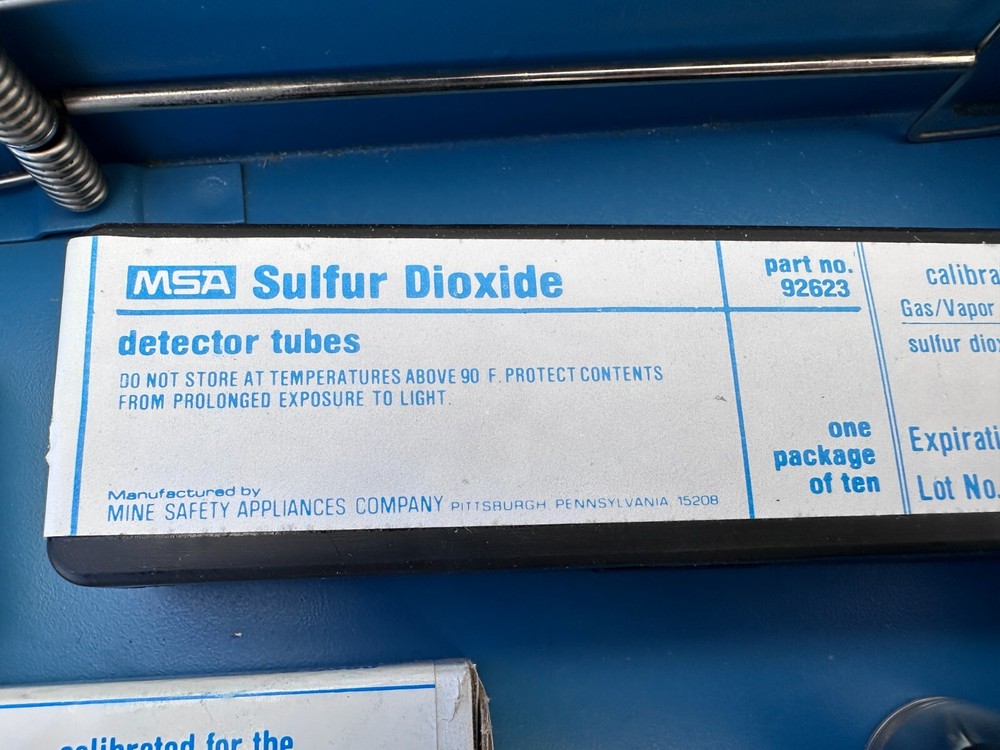 MSA Sulfur Dioxide
detector tubes
DO NOT STORE AT TEMPERATURES ABOVE 90 F. PROTECT CONTENTS
FROM PROLONGED EXPOSURE TO LIGHT.
Manufactured by
MINE SAFETY APPLIANCES COMPANY PITTSBURGH, PENNSYLVANIA, 15208
part no.
92623
one
package
of ten
Gas/Vapor
sulfur
Lot No.
calibrated for the